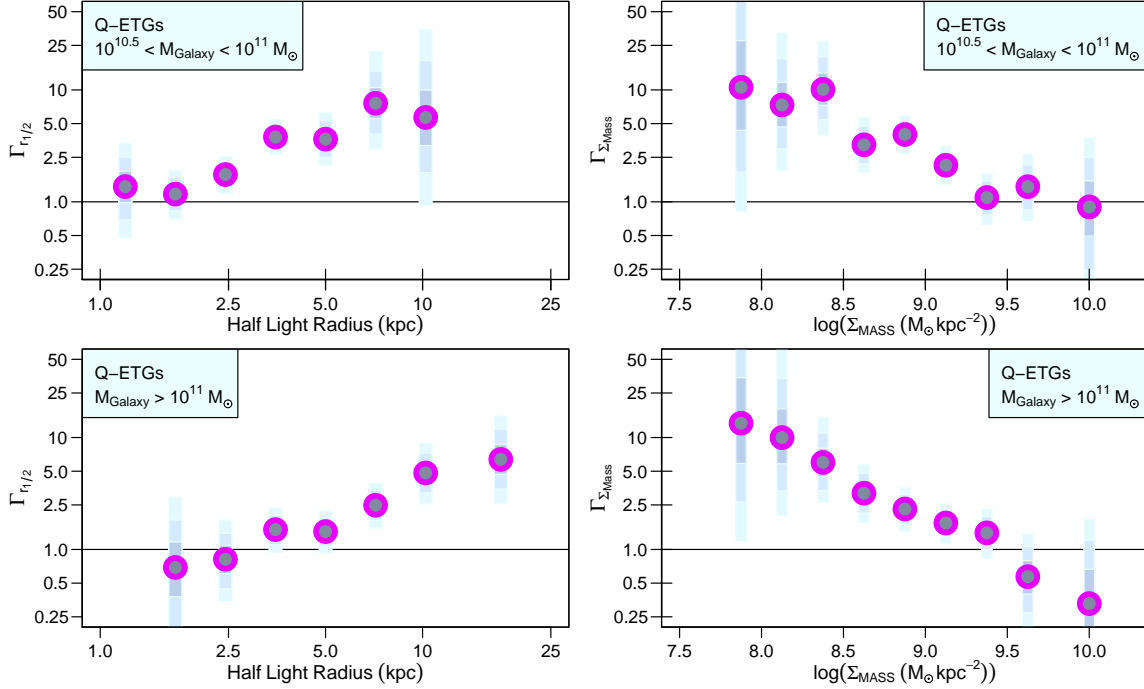 Q−ETGs
10^10.5 < M_Galaxy < 10^11 M_⊙
Γ_r1/2
50
25
10
5.0
2.5
1.0
0.5
0.25
1.0 2.5 5.0 10 25
Half Light Radius (kpc)
Q−ETGs
10^10.5 < M_Galaxy < 10^11 M_⊙
Γ_ΣMass
50
25
10
5.0
2.5
1.0
0.5
0.25
7.5 8.0 8.5 9.0 9.5 10.0
log(Σ_MASS (M_⊙ kpc^−2))
Q−ETGs
M_Galaxy > 10^11 M_⊙
Γ_r1/2
50
25
10
5.0
2.5
1.0
0.5
0.25
1.0 2.5 5.0 10 25
Half Light Radius (kpc)
Q−ETGs
M_Galaxy > 10^11 M_⊙
Γ_ΣMass
50
25
10
5.0
2.5
1.0
0.5
0.25
7.5 8.0 8.5 9.0 9.5 10.0
log(Σ_MASS (M_⊙ kpc^−2))